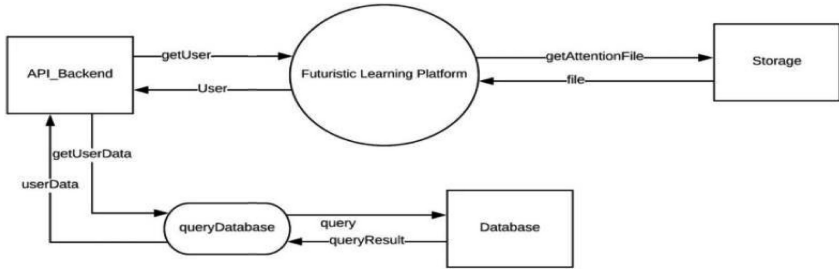 getUser
getAttentionFile
API_Backend
Futuristic Learning Platform
Storage
User
file
getUserData
userData
queryDatabase
query
Database
queryResult